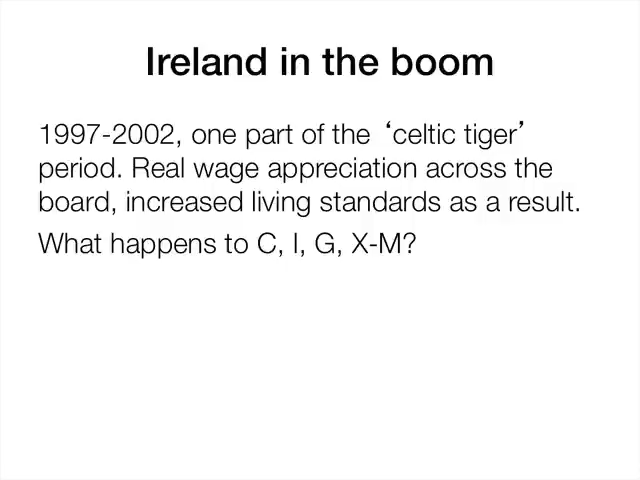 Ireland in the boom
1997-2002, one part of the ‘celtic tiger’
period. Real wage appreciation across the
board, increased living standards as a result.
What happens to C, I, G, X-M?